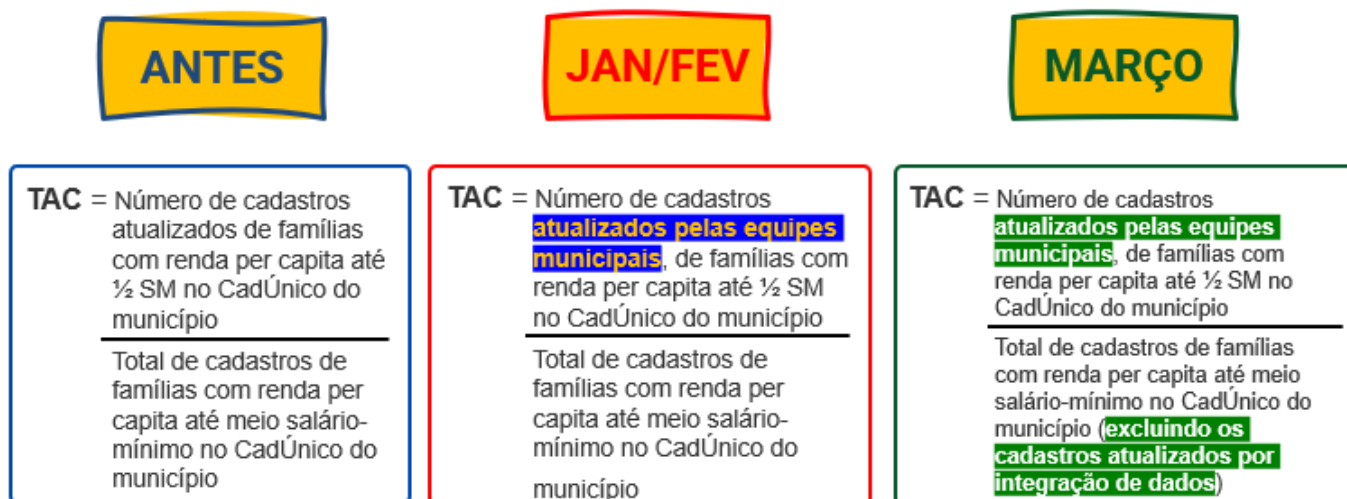 ANTES
JAN/FEV
MARÇO
TAC = Número de cadastros
atualizados de famílias
com renda per capita até
½ SM no CadÚnico do
município
Total de cadastros de
famílias com renda per
capita até meio salário-
mínimo no CadÚnico do
município
TAC = Número de cadastros
atualizados pelas equipes
municipais, de famílias com
renda per capita até ½ SM
no CadÚnico do município
Total de cadastros de
famílias com renda per
capita até meio salário-
mínimo no CadÚnico do
município
TAC = Número de cadastros
atualizados pelas equipes
municipais, de famílias com
renda per capita até ½ SM no
CadÚnico do município
Total de cadastros de famílias
com renda per capita até meio
salário-mínimo no CadÚnico do
município (excluindo os
cadastros atualizados por
integração de dados)